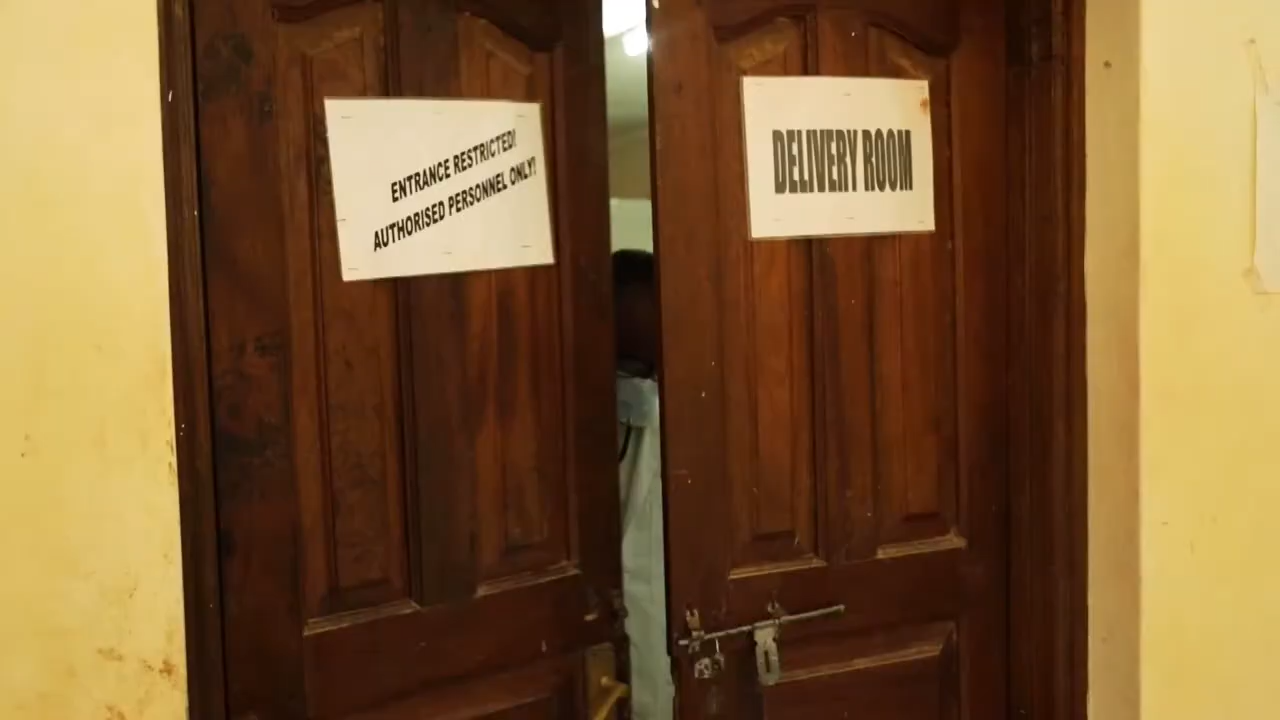 ENTRANCE RESTRICTED!
AUTHORISED PERSONNEL ONLY!
DELIVERY ROOM